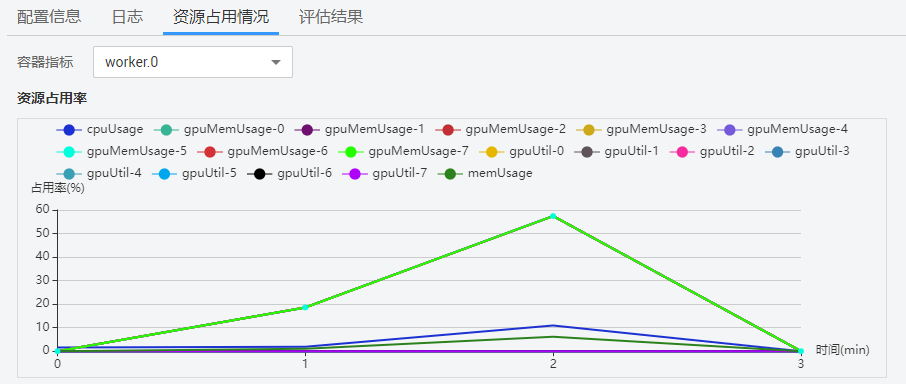 配置信息 日志 资源占用情况 评估结果
容器指标 worker.0
资源占用率
cpuUsage gpuMemUsage-0 gpuMemUsage-1 gpuMemUsage-2 gpuMemUsage-3 gpuMemUsage-4
gpuMemUsage-5 gpuMemUsage-6 gpuMemUsage-7 gpuUtil-0 gpuUtil-1 gpuUtil-2 gpuUtil-3
gpuUtil-4 gpuUtil-5 gpuUtil-6 gpuUtil-7 memUsage
占用率(%)
60
50
40
30
20
10
0
0 1 2 3 时间(min)